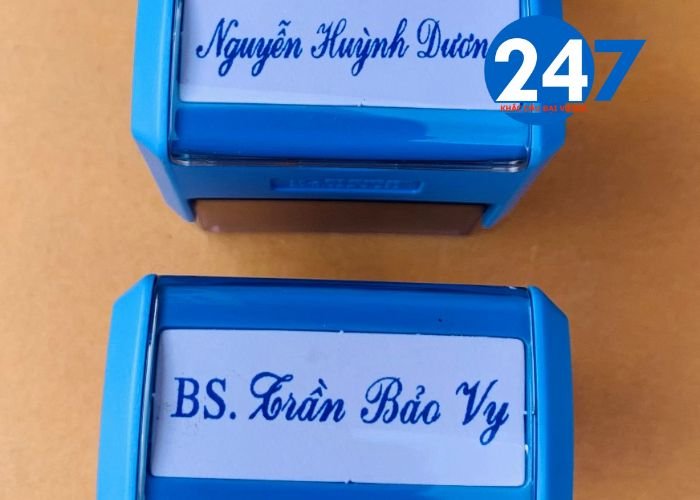 Nguyễn Huỳnh Dươn
247
BS. Trần Bảo Vy